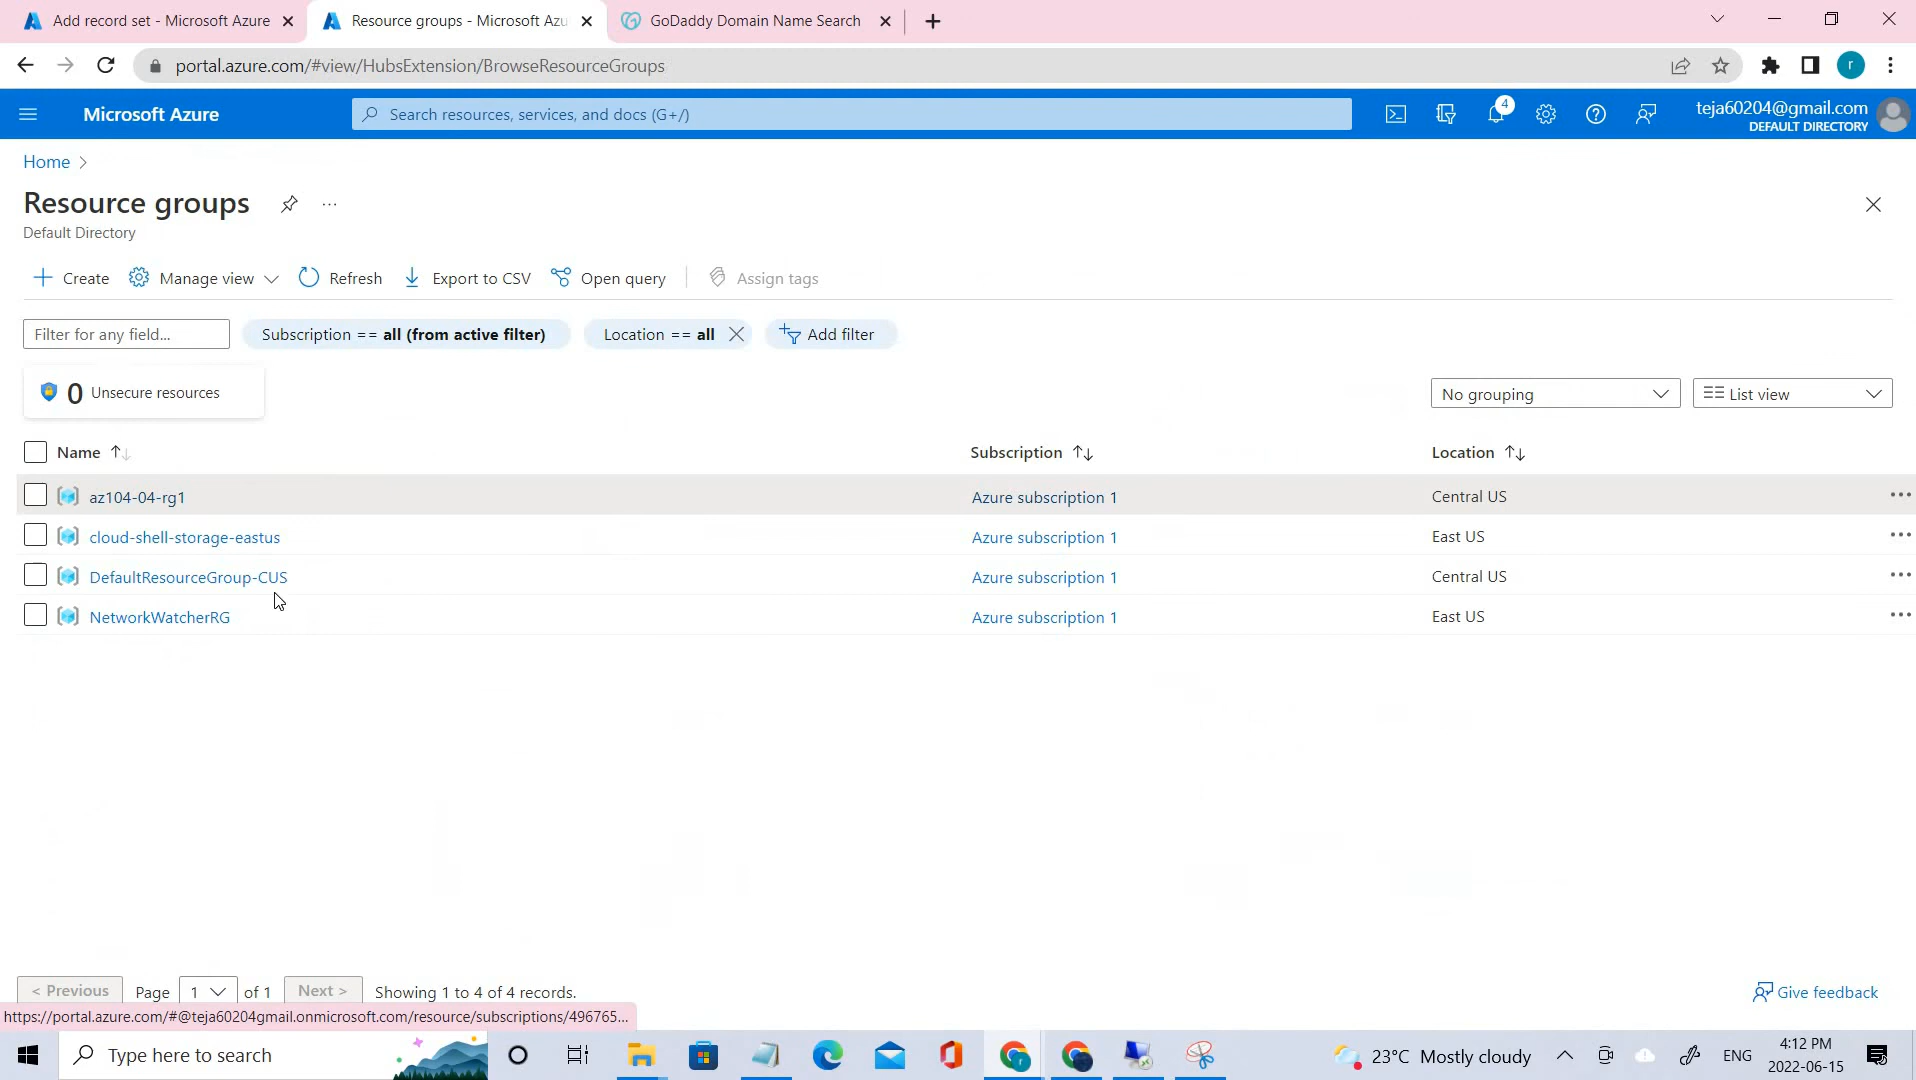 Add record set - Microsoft Azure
Resource groups - Microsoft Azu
GoDaddy Domain Name Search
portal.azure.com/#view/HubsExtension/BrowseResourceGroups
r
Microsoft Azure
Search resources, services, and docs (G+/)
4
teja60204@gmail.com
DEFAULT DIRECTORY
Home
Resource groups
Default Directory
Create
Manage view
Refresh
Export to CSV
Open query
Assign tags
Filter for any field...
Subscription == all (from active filter)
Location == all
Add filter
0 Unsecure resources
No grouping
List view
Name
Subscription
Location
az104-04-rg1 Azure subscription 1 Central US
cloud-shell-storage-eastus Azure subscription 1 East US
DefaultResourceGroup-CUS Azure subscription 1 Central US
NetworkWatcherRG Azure subscription 1 East US
< Previous Page 1 of 1 Next > Showing 1 to 4 of 4 records.
Give feedback
https://portal.azure.com/#@teja60204gmail.onmicrosoft.com/resource/subscriptions/496765...
Type here to search
23°C Mostly cloudy
ENG
4:12 PM
2022-06-15